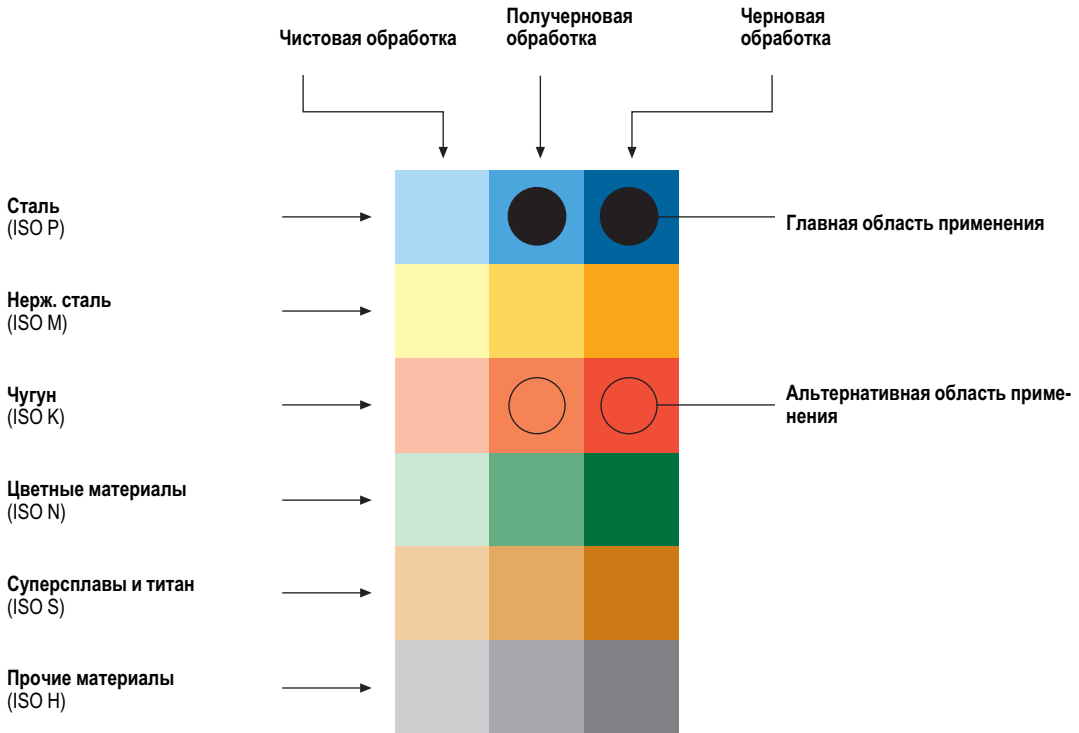 Чистовая обработка
Получерновая
обработка
Черновая
обработка
Сталь
(ISO P)
Главная область применения
Нерж. сталь
(ISO M)
Чугун
(ISO K)
Альтернативная область приме-
нения
Цветные материалы
(ISO N)
Суперсплавы и титан
(ISO S)
Прочие материалы
(ISO H)